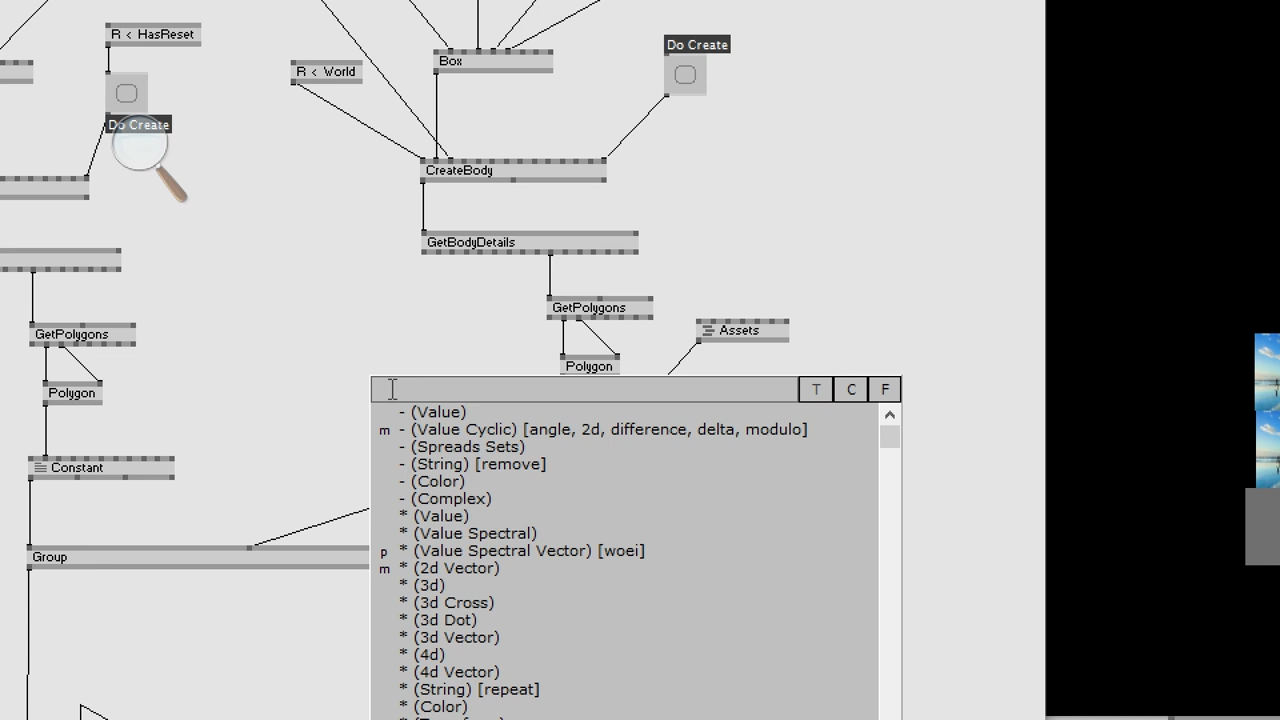 R < HasReset
Do Create
Box
R < World
Do Create
CreateBody
GetBodyDetails
GetPolygons
Assets
GetPolygons
Polygon
Polygon
Constant
Group
T C F
- (Value)
m - (Value Cyclic) [angle, 2d, difference, delta, modulo]
- (Spreads Sets)
- (String) [remove]
- (Color)
- (Complex)
* (Value)
* (Value Spectral)
p * (Value Spectral Vector) [woei]
m * (2d Vector)
* (3d)
* (3d Cross)
* (3d Dot)
* (3d Vector)
* (4d)
* (4d Vector)
* (String) [repeat]
* (Color)